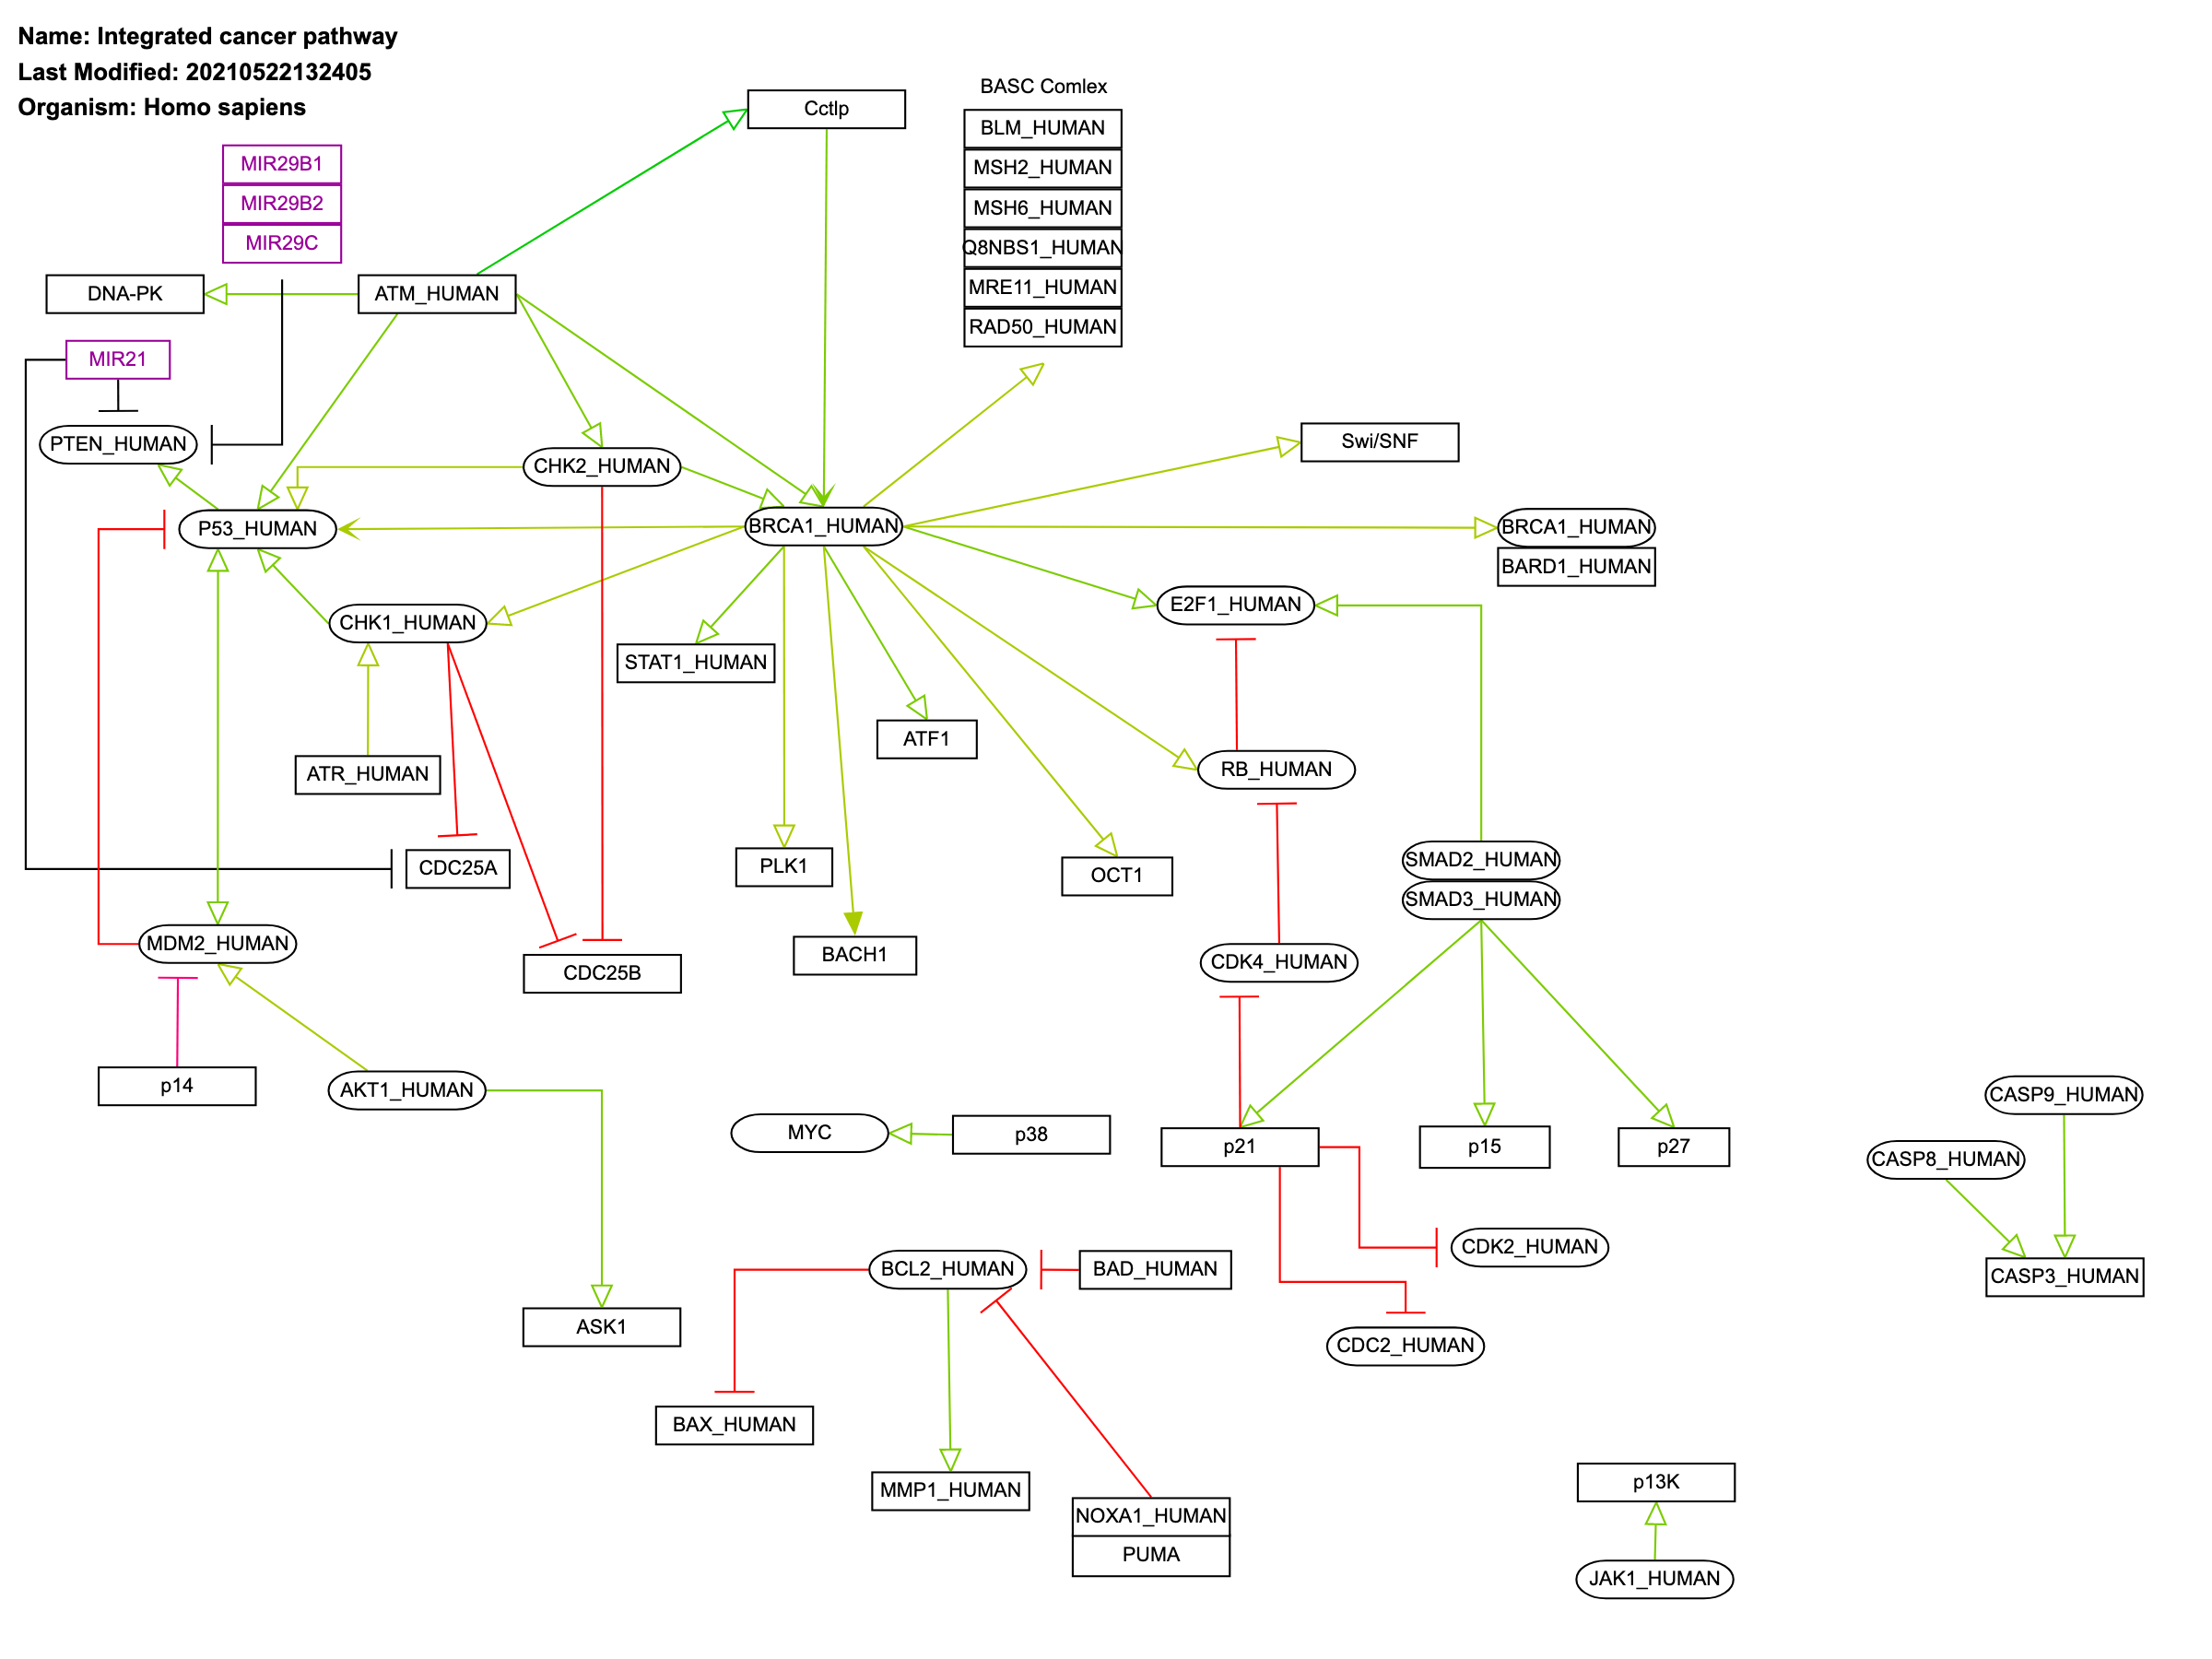 Name: Integrated cancer pathway
Last Modified: 20210522132405
Organism: Homo sapiens
BASC Comlex
Cctlp
BLM_HUMAN
MSH2_HUMAN
MSH6_HUMAN
Q8NBS1_HUMAN
MRE11_HUMAN
RAD50_HUMAN
MIR29B1
MIR29B2
MIR29C
DNA-PK
ATM_HUMAN
MIR21
PTEN_HUMAN
CHK2_HUMAN
Swi/SNF
P53_HUMAN
BRCA1_HUMAN
BRCA1_HUMAN
BARD1_HUMAN
CHK1_HUMAN
E2F1_HUMAN
STAT1_HUMAN
ATF1
ATR_HUMAN
RB_HUMAN
CDC25A
PLK1
OCT1
SMAD2_HUMAN
SMAD3_HUMAN
MDM2_HUMAN
CDC25B
BACH1
CDK4_HUMAN
p14
AKT1_HUMAN
MYC
p38
p21
p15
p27
CASP9_HUMAN
CASP8_HUMAN
CASP3_HUMAN
CDK2_HUMAN
BCL2_HUMAN
BAD_HUMAN
ASK1
CDC2_HUMAN
BAX_HUMAN
MMP1_HUMAN
NOXA1_HUMAN
PUMA
p13K
JAK1_HUMAN